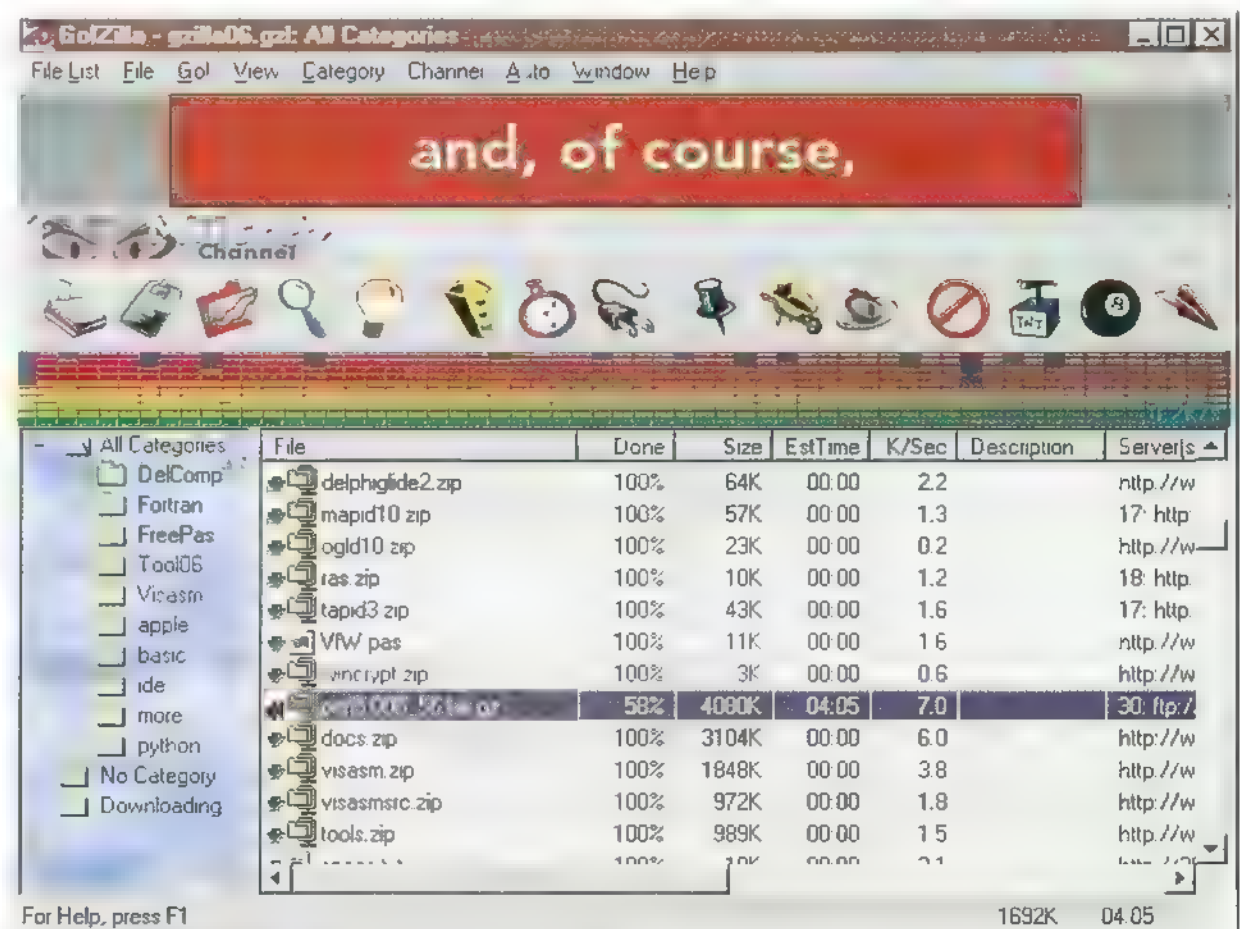 Go!Zilla - gzilla06.gzl: All Categories
File List File Go! View Category Channel Auto Window Help
and, of course,
Channel
TNT
8
All Categories
DelComp
Fortran
FreePas
Tool06
Visasm
apple
basic
ide
more
python
No Category
Downloading
File Done Size EstTime K/Sec Description Server(s
delphiglide2.zip 100% 64K 00:00 2.2 http://w
mapid10.zip 100% 57K 00:00 1.3 17: http:
ogld10.zip 100% 23K 00:00 0.2 http://w
ras.zip 100% 10K 00:00 1.2 18: http:
tapid3.zip 100% 43K 00:00 1.6 17: http:
VfW.pas 100% 11K 00:00 1.6 http://w
wincrypt.zip 100% 3K 00:00 0.6 http://w
58% 4080K 04:05 7.0 30: ftp:/
docs.zip 100% 3104K 00:00 6.0 http://w
visasm.zip 100% 1848K 00:00 3.8 http://w
visasmsrc.zip 100% 972K 00:00 1.8 http://w
tools.zip 100% 989K 00:00 1.5 http://w
For Help, press F1 1692K 04:05